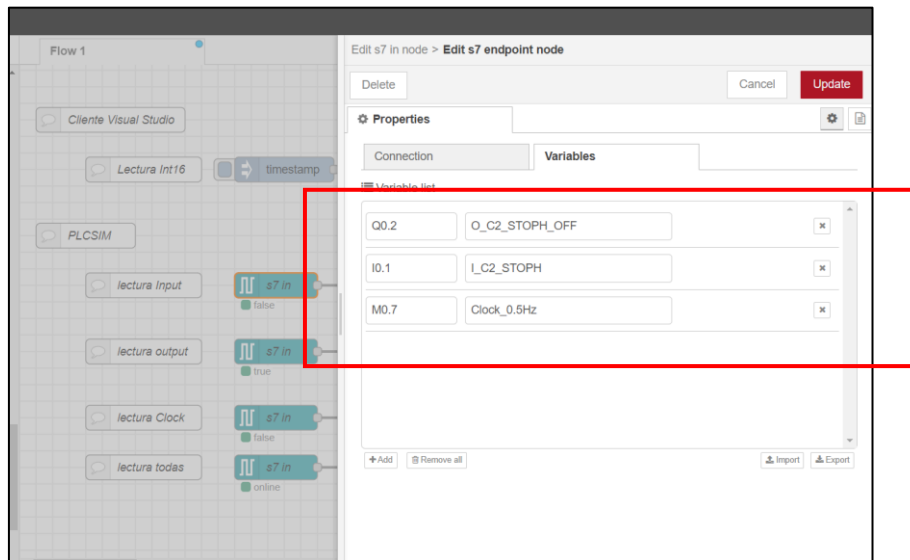 Flow 1
Edit s7 in node > Edit s7 endpoint node
Delete
Cancel
Update
Properties
Cliente Visual Studio
Connection
Variables
Lectura Int16
timestamp
Variable list
Q0.2
O_C2_STOPH_OFF
PLCSIM
I0.1
I_C2_STOPH
lectura Input
s7 in
false
M0.7
Clock_0.5Hz
lectura output
s7 in
true
lectura Clock
s7 in
false
lectura todas
s7 in
online
+Add
Remove all
Import
Export